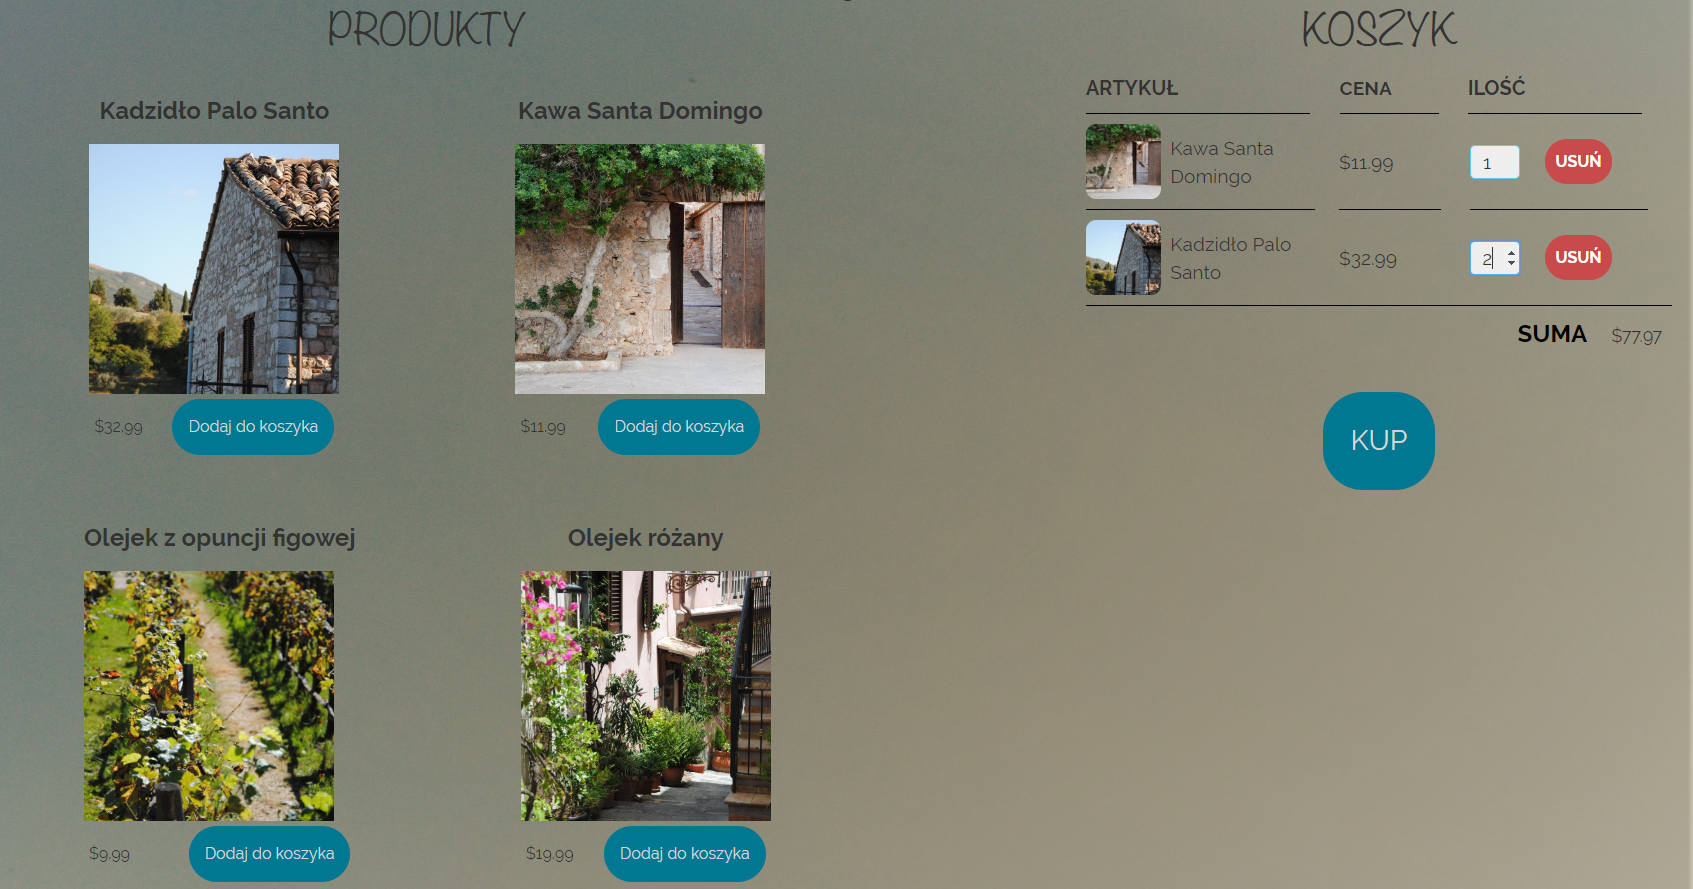 PRODUKTY
Kadzidło Palo Santo
Kawa Santa Domingo
$32.99
Dodaj do koszyka
$11.99
Dodaj do koszyka
Olejek z opuncji figowej
Olejek różany
$9.99
Dodaj do koszyka
$19.99
Dodaj do koszyka
KOSZYK
ARTYKUŁ CENA ILOŚĆ
Kawa Santa
Domingo
$11.99
1
USUŃ
Kadzidło Palo
Santo
$32.99
2
USUŃ
SUMA $77.97
KUP